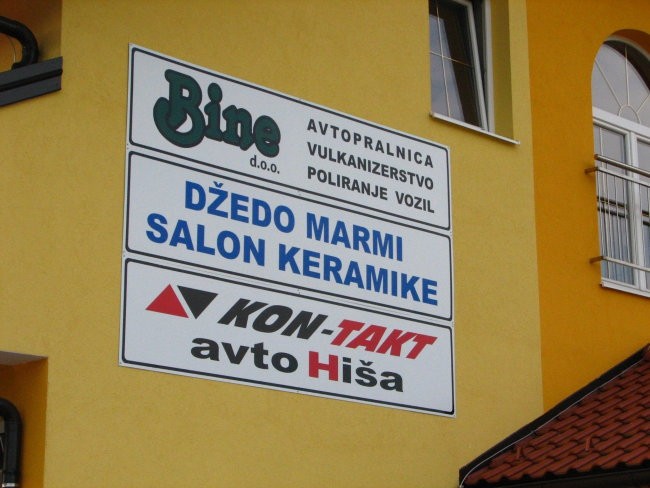 Bine
d.o.o.
AVTOPRALNICA
VULKANIZERSTVO
POLIRANJE VOZIL
DŽEDO MARMI
SALON KERAMIKE
KON-TAKT
avto Hiša